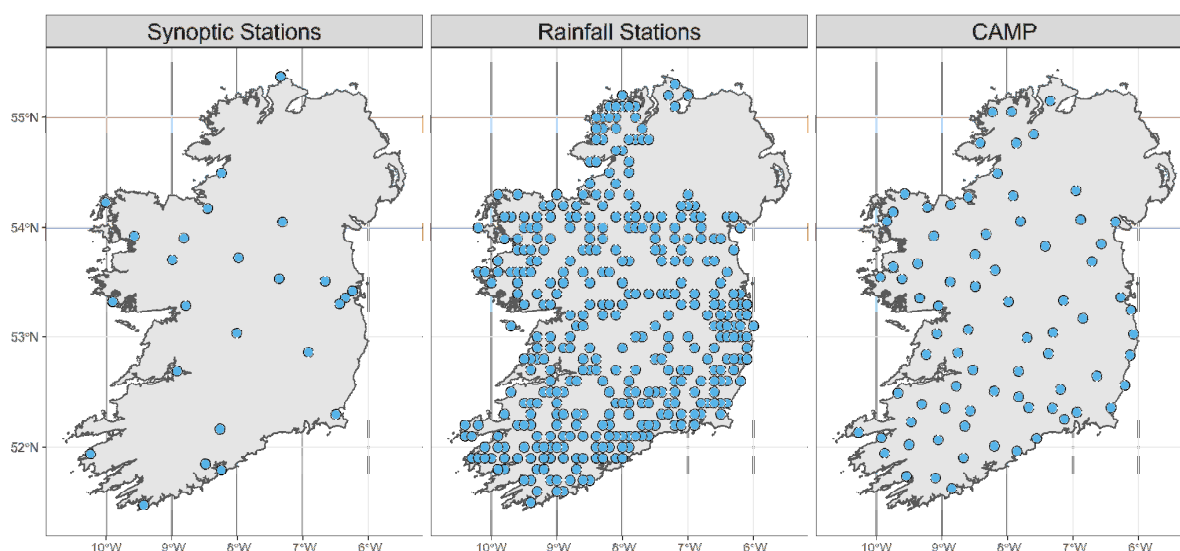 Synoptic Stations Rainfall Stations CAMP
55°N
54°N
53°N
52°N
10°W 9°W 8°W 7°W 6°W 10°W 9°W 8°W 7°W 6°W 10°W 9°W 8°W 7°W 6°W